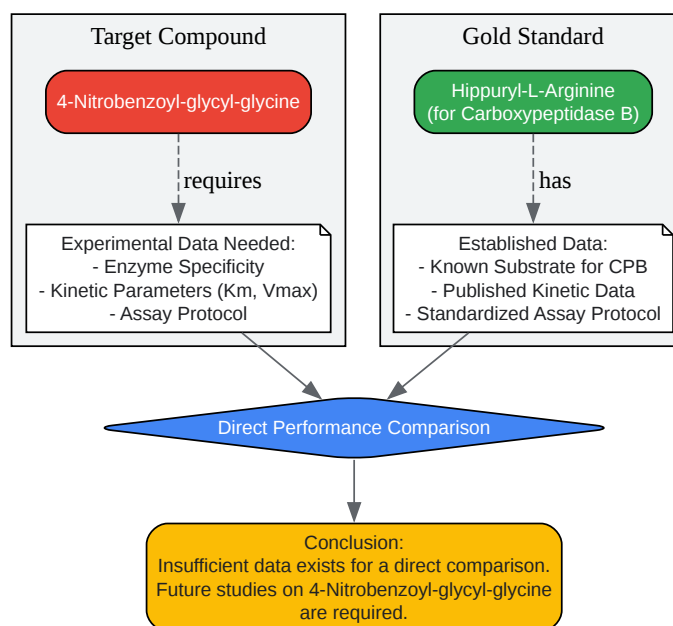 Target Compound
4-Nitrobenzoyl-glycyl-glycine
requires
Experimental Data Needed:
- Enzyme Specificity
- Kinetic Parameters (Km, Vmax)
- Assay Protocol
Gold Standard
Hippuryl-L-Arginine
(for Carboxypeptidase B)
has
Established Data:
- Known Substrate for CPB
- Published Kinetic Data
- Standardized Assay Protocol
Direct Performance Comparison
Conclusion:
Insufficient data exists for a direct comparison.
Future studies on 4-Nitrobenzoyl-glycyl-glycine
are required.